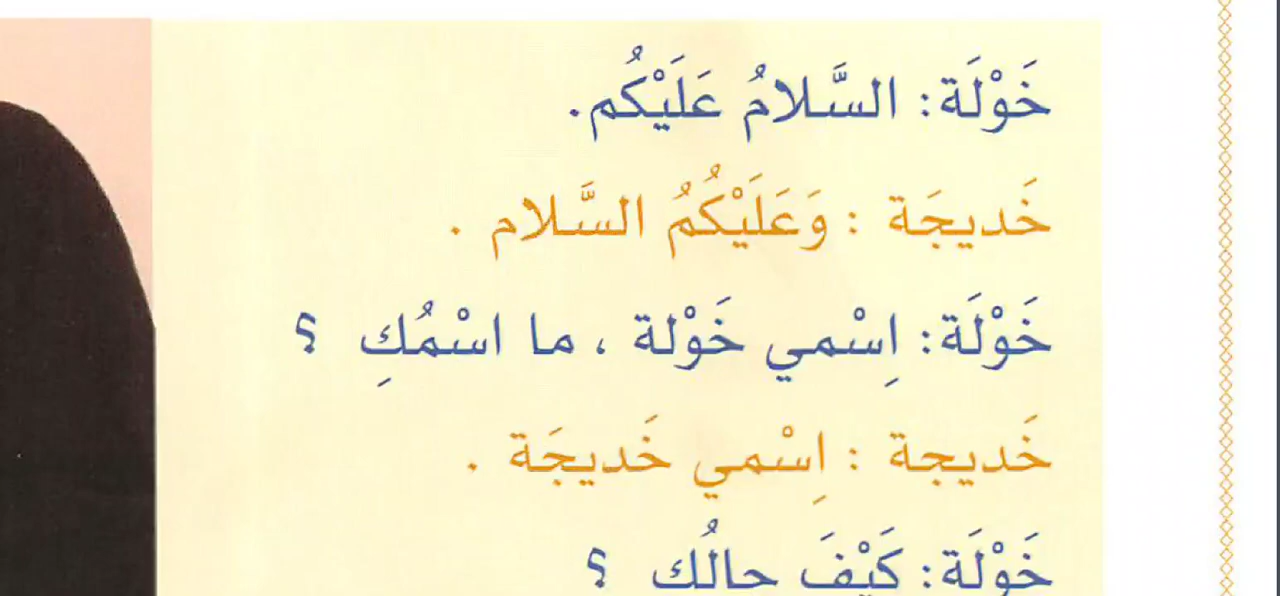 خَوْلَة: السَّلامُ عَلَيْكُم.
خَديجَة : وَعَلَيْكُمُ السَّلام .
خَوْلَة: اِسْمي خَوْلة ، ما اسْمُكِ ؟
خَديجة : اِسْمي خَديجَة .
خَوْلَة: كَيْفَ حالُك ؟